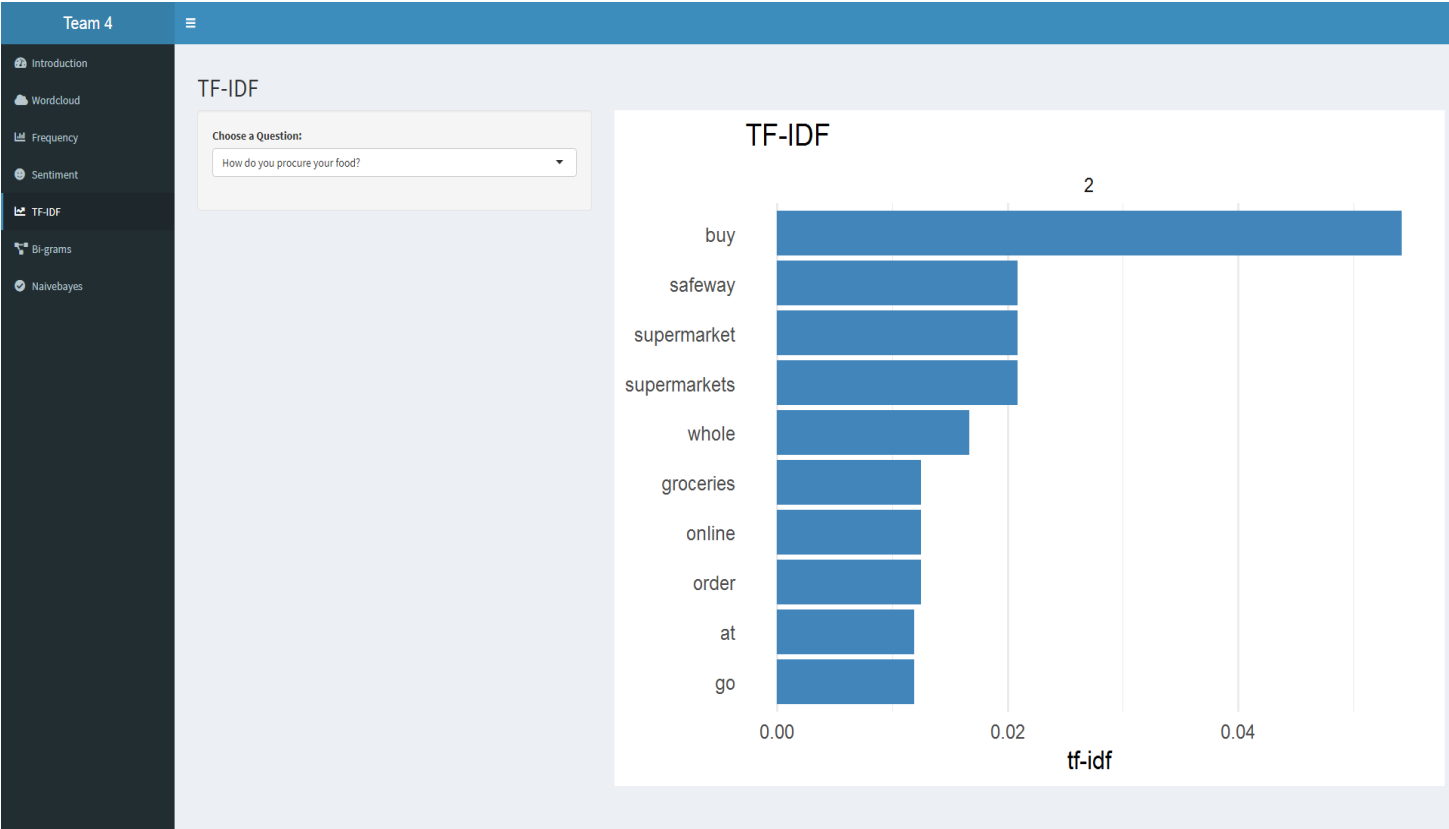 Team 4
Introduction
Wordcloud
Frequency
Sentiment
TF-IDF
Bi-grams
Naivebayes
TF-IDF
Choose a Question:
How do you procure your food?
TF-IDF
2
buy
safeway
supermarket
supermarkets
whole
groceries
online
order
at
go
0.00 0.02 0.04
tf-idf